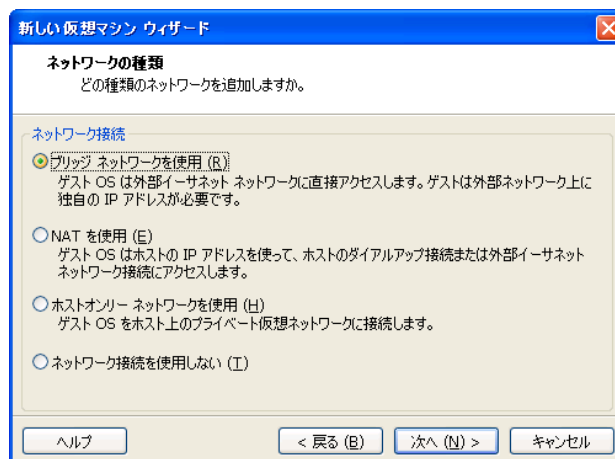 新しい仮想マシン ウィザード
ネットワークの種類
どの種類のネットワークを追加しますか。
ネットワーク接続
ブリッジ ネットワークを使用 (R)
ゲスト OS は外部イーサネット ネットワークに直接アクセスします。ゲストは外部ネットワーク上に
独自の IP アドレスが必要です。
NAT を使用 (E)
ゲスト OS はホストの IP アドレスを使って、ホストのダイアルアップ接続または外部イーサネット
ネットワーク接続にアクセスします。
ホストオンリー ネットワークを使用 (H)
ゲスト OS をホスト上のプライベート仮想ネットワークに接続します。
ネットワーク接続を使用しない (T)
ヘルプ < 戻る (B) 次へ (N) > キャンセル